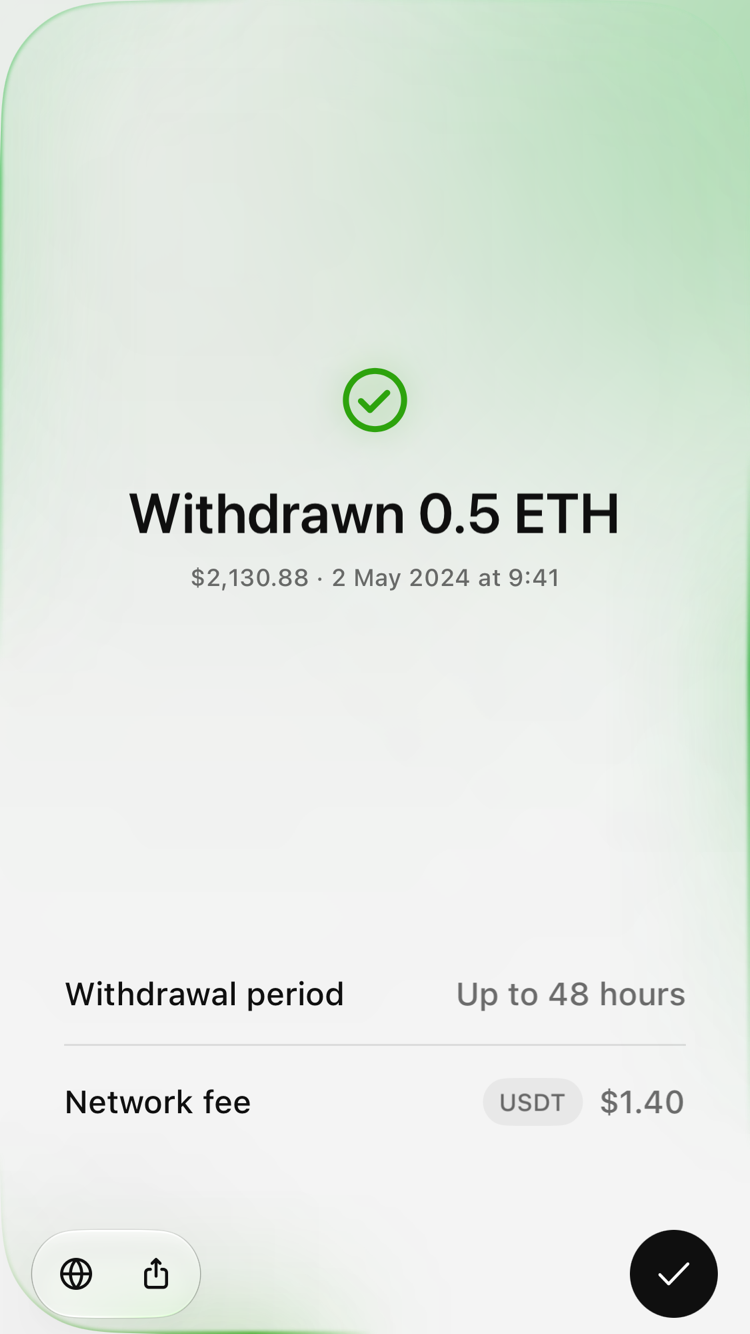 Withdrawn 0.5 ETH
$2,130.88 · 2 May 2024 at 9:41
Withdrawal period Up to 48 hours
Network fee USDT $1.40